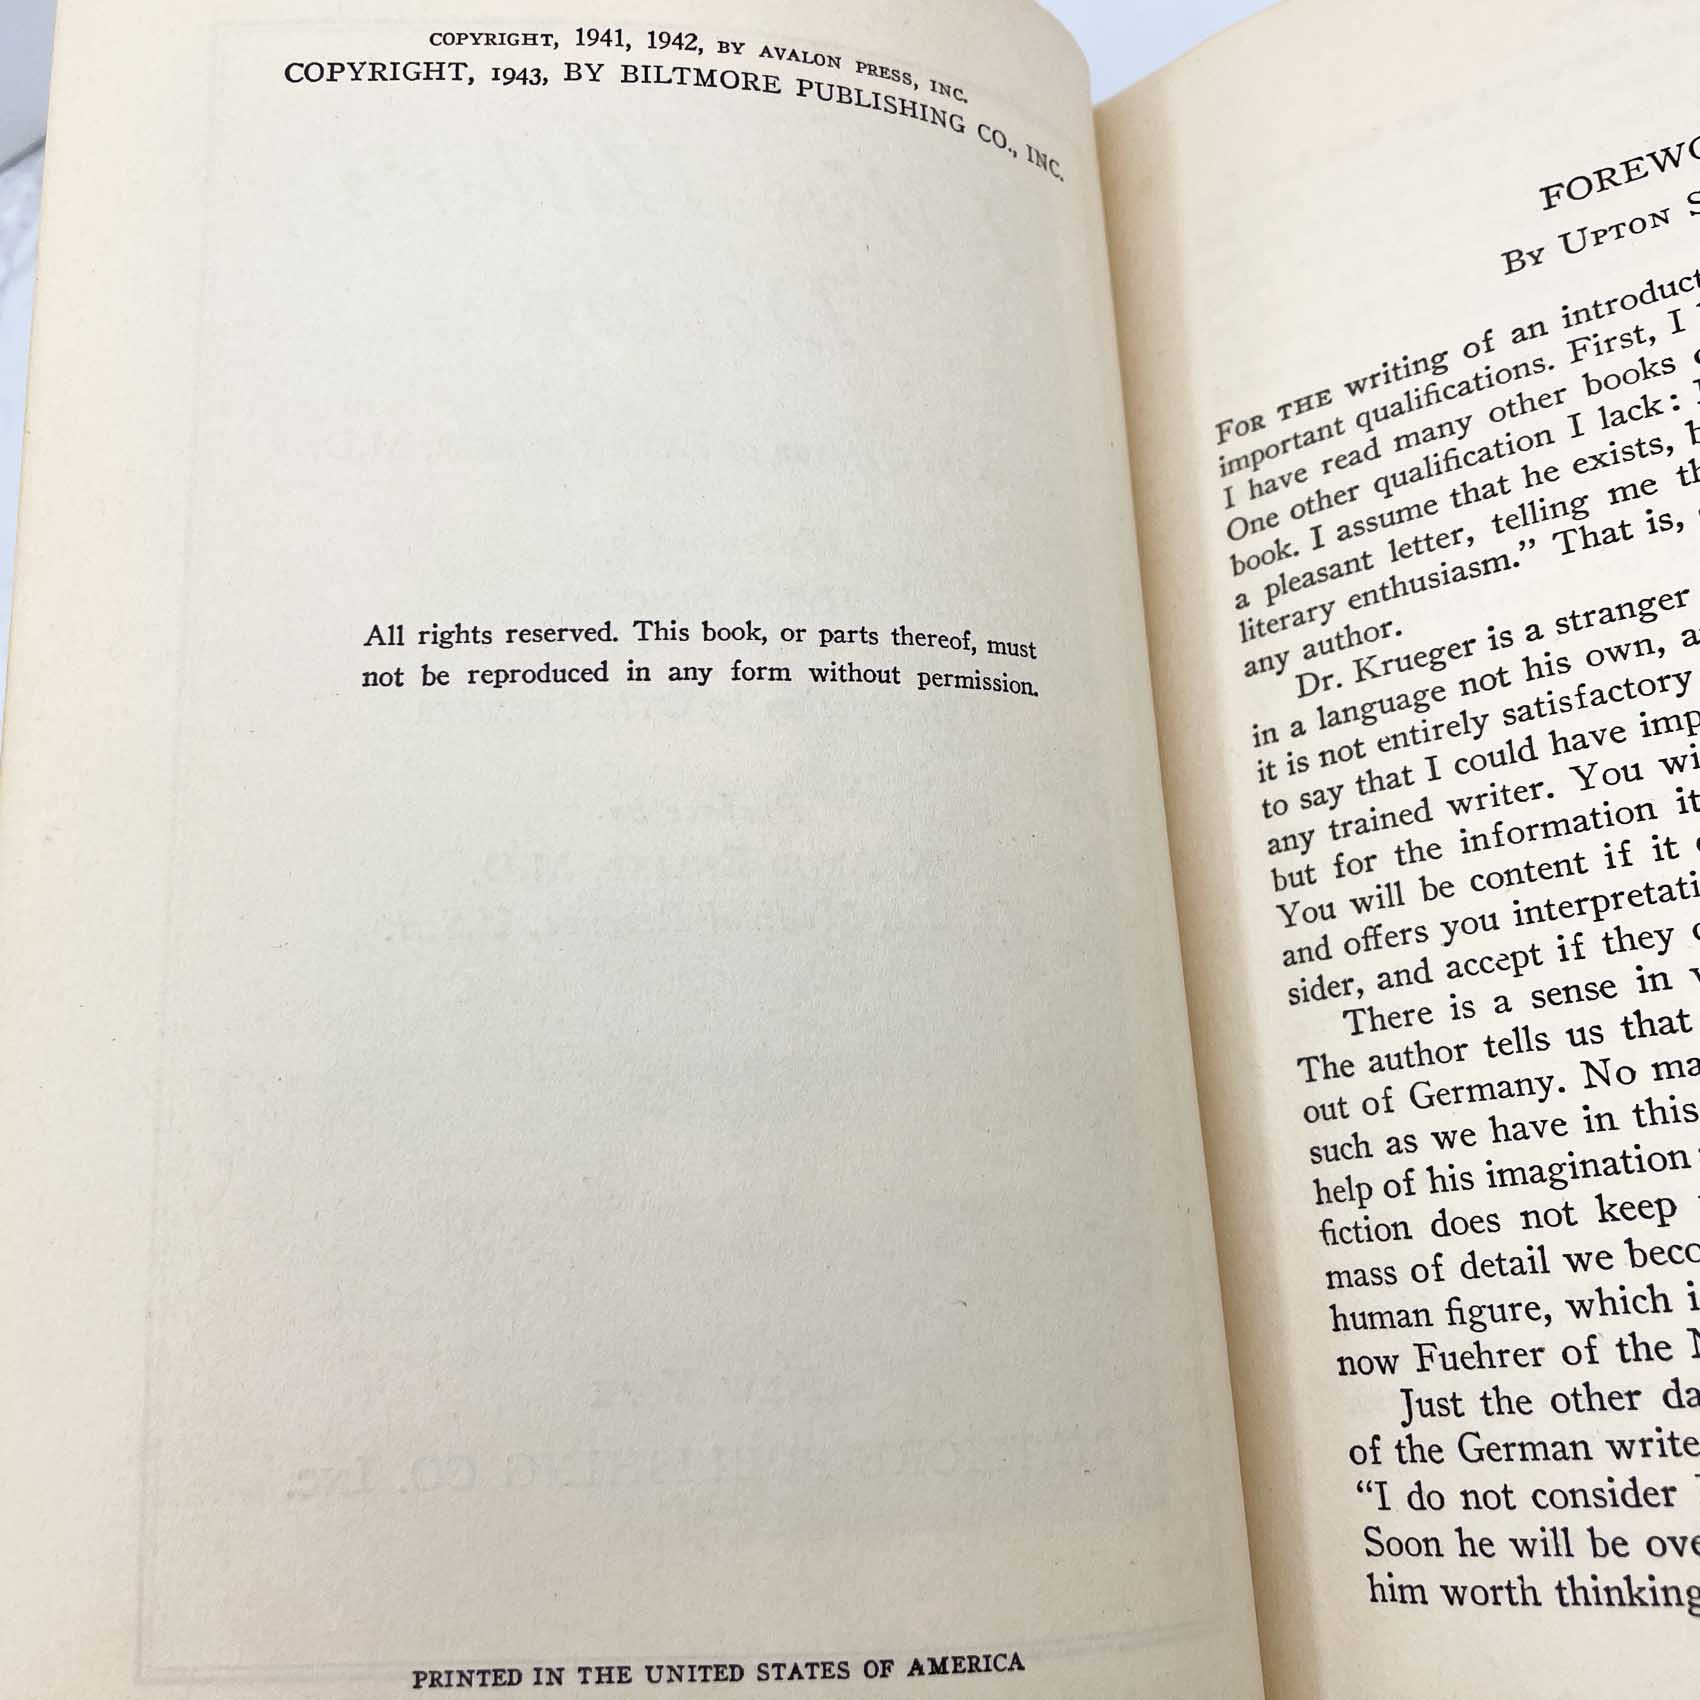 COPYRIGHT, 1941, 1942, BY AVALON PRESS, INC.
COPYRIGHT, 1943, BY BILTMORE PUBLISHING CO., INC.
All rights reserved. This book, or parts thereof, must
not be reproduced in any form without permission.
PRINTED IN THE UNITED STATES OF AMERICA
By UPTON
FOR THE writing of an
important qualifications. First, I
I have read many other books
One other qualification I lack:
book. I assume that he exists,
a pleasant letter, telling me
literary enthusiasm.” That is,
any author.
Dr. Krueger is a stranger
in a language not his own,
it is not entirely satisfactory
to say that I could have
any trained writer. You
but for the information
You will be content if it
and offers you
sider, and accept if they
There is a sense in
The author tells us that
out of Germany. No
such as we have in this
help of his imagination
fiction does not keep
mass of detail we
human figure, which
now Fuehrer of the
Just the other
of the German
“I do not consider
Soon he will be
him worth thinking